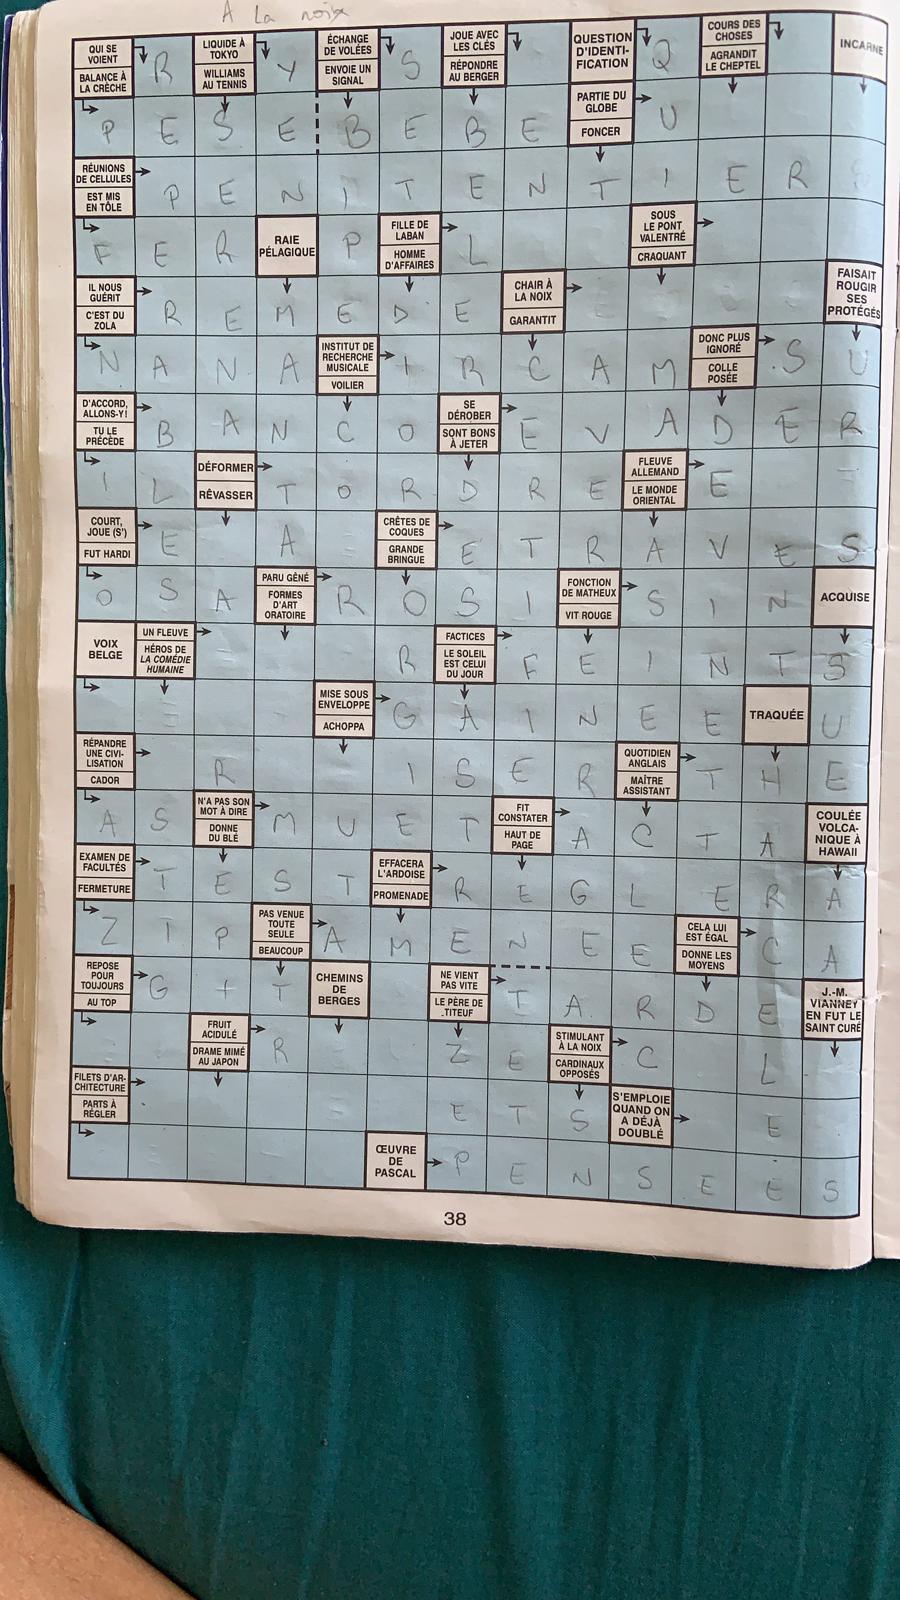 A La noix
QUI SE VOIENT
BALANCE À LA CRÈCHE
R
LIQUIDE À TOKYO
WILLIAMS AU TENNIS
Y
ÉCHANGE DE VOLÉES
ENVOIE UN SIGNAL
S
JOUE AVEC LES CLÉS
RÉPONDRE AU BERGER
QUESTION D'IDENTI-FICATION
Q
COURS DES CHOSES
AGRANDIT LE CHEPTEL
INCARNE
P E S E B E B E
PARTIE DU GLOBE
FONCER
U
RÉUNIONS DE CELLULES
EST MIS EN TÔLE
P E N I T E N T I E R S
F E R
RAIE PÉLAGIQUE
P
FILLE DE LABAN
HOMME D'AFFAIRES
L
SOUS LE PONT VALENTRÉ
CRAQUANT
IL NOUS GUÉRIT
C'EST DU ZOLA
R E M E D E
CHAIR À LA NOIX
GARANTIT
FAISAIT ROUGIR SES PROTÉGÉS
N A N A
INSTITUT DE RECHERCHE MUSICALE
VOILIER
I R C A M
DONC PLUS IGNORÉ
COLLE POSÉE
S U
D'ACCORD, ALLONS-Y!
TU LE PRÉCÈDE
B A N C O
SE DÉROBER
SONT BONS À JETER
E V A D E R
I L
DÉFORMER
RÊVASSER
T O R D R E
FLEUVE ALLEMAND
LE MONDE ORIENTAL
E
COURT, JOUE (S')
FUT HARDI
E A
CRÊTES DE COQUES
GRANDE BRINGUE
E T R A V E S
O S A
PARU GÊNÉ
FORMES D'ART ORATOIRE
R O S I
FONCTION DE MATHEUX
VIT ROUGE
S I N
ACQUISE
VOIX BELGE
UN FLEUVE
HÉROS DE LA COMÉDIE HUMAINE
R
FACTICES
LE SOLEIL EST CELUI DU JOUR
F E I N T S
MISE SOUS ENVELOPPE
ACHOPPA
G A I N E E
TRAQUÉE
U
RÉPANDRE UNE CIVI-LISATION
CADOR
R I S E R
QUOTIDIEN ANGLAIS
MAÎTRE ASSISTANT
T H E
A S
N'A PAS SON MOT À DIRE
DONNE DU BLÉ
M U E T
FIT CONSTATER
HAUT DE PAGE
A C T A
COULÉE VOLCA-NIQUE À HAWAII
EXAMEN DE FACULTÉS
FERMETURE
T E S T
EFFACERA L'ARDOISE
PROMENADE
R E G L E R A
Z I P
PAS VENUE TOUTE SEULE
BEAUCOUP
A M E N E E
CELA LUI EST ÉGAL
DONNE LES MOYENS
C A
REPOSE POUR TOUJOURS
AU TOP
G I T
CHEMINS DE BERGES
NE VIENT PAS VITE
LE PÈRE DE TITEUF
T A R D E
J.-M. VIANNEY EN FUT LE SAINT CURÉ
FRUIT ACIDULÉ
DRAME MIMÉ AU JAPON
R
Z E
STIMULANT À LA NOIX
CARDINAUX OPPOSÉS
C L
FILETS D'AR-CHITECTURE
PARTS À RÉGLER
E T S
S'EMPLOIE QUAND ON A DÉJÀ DOUBLÉ
E
ŒUVRE DE PASCAL
P E N S E E S
38